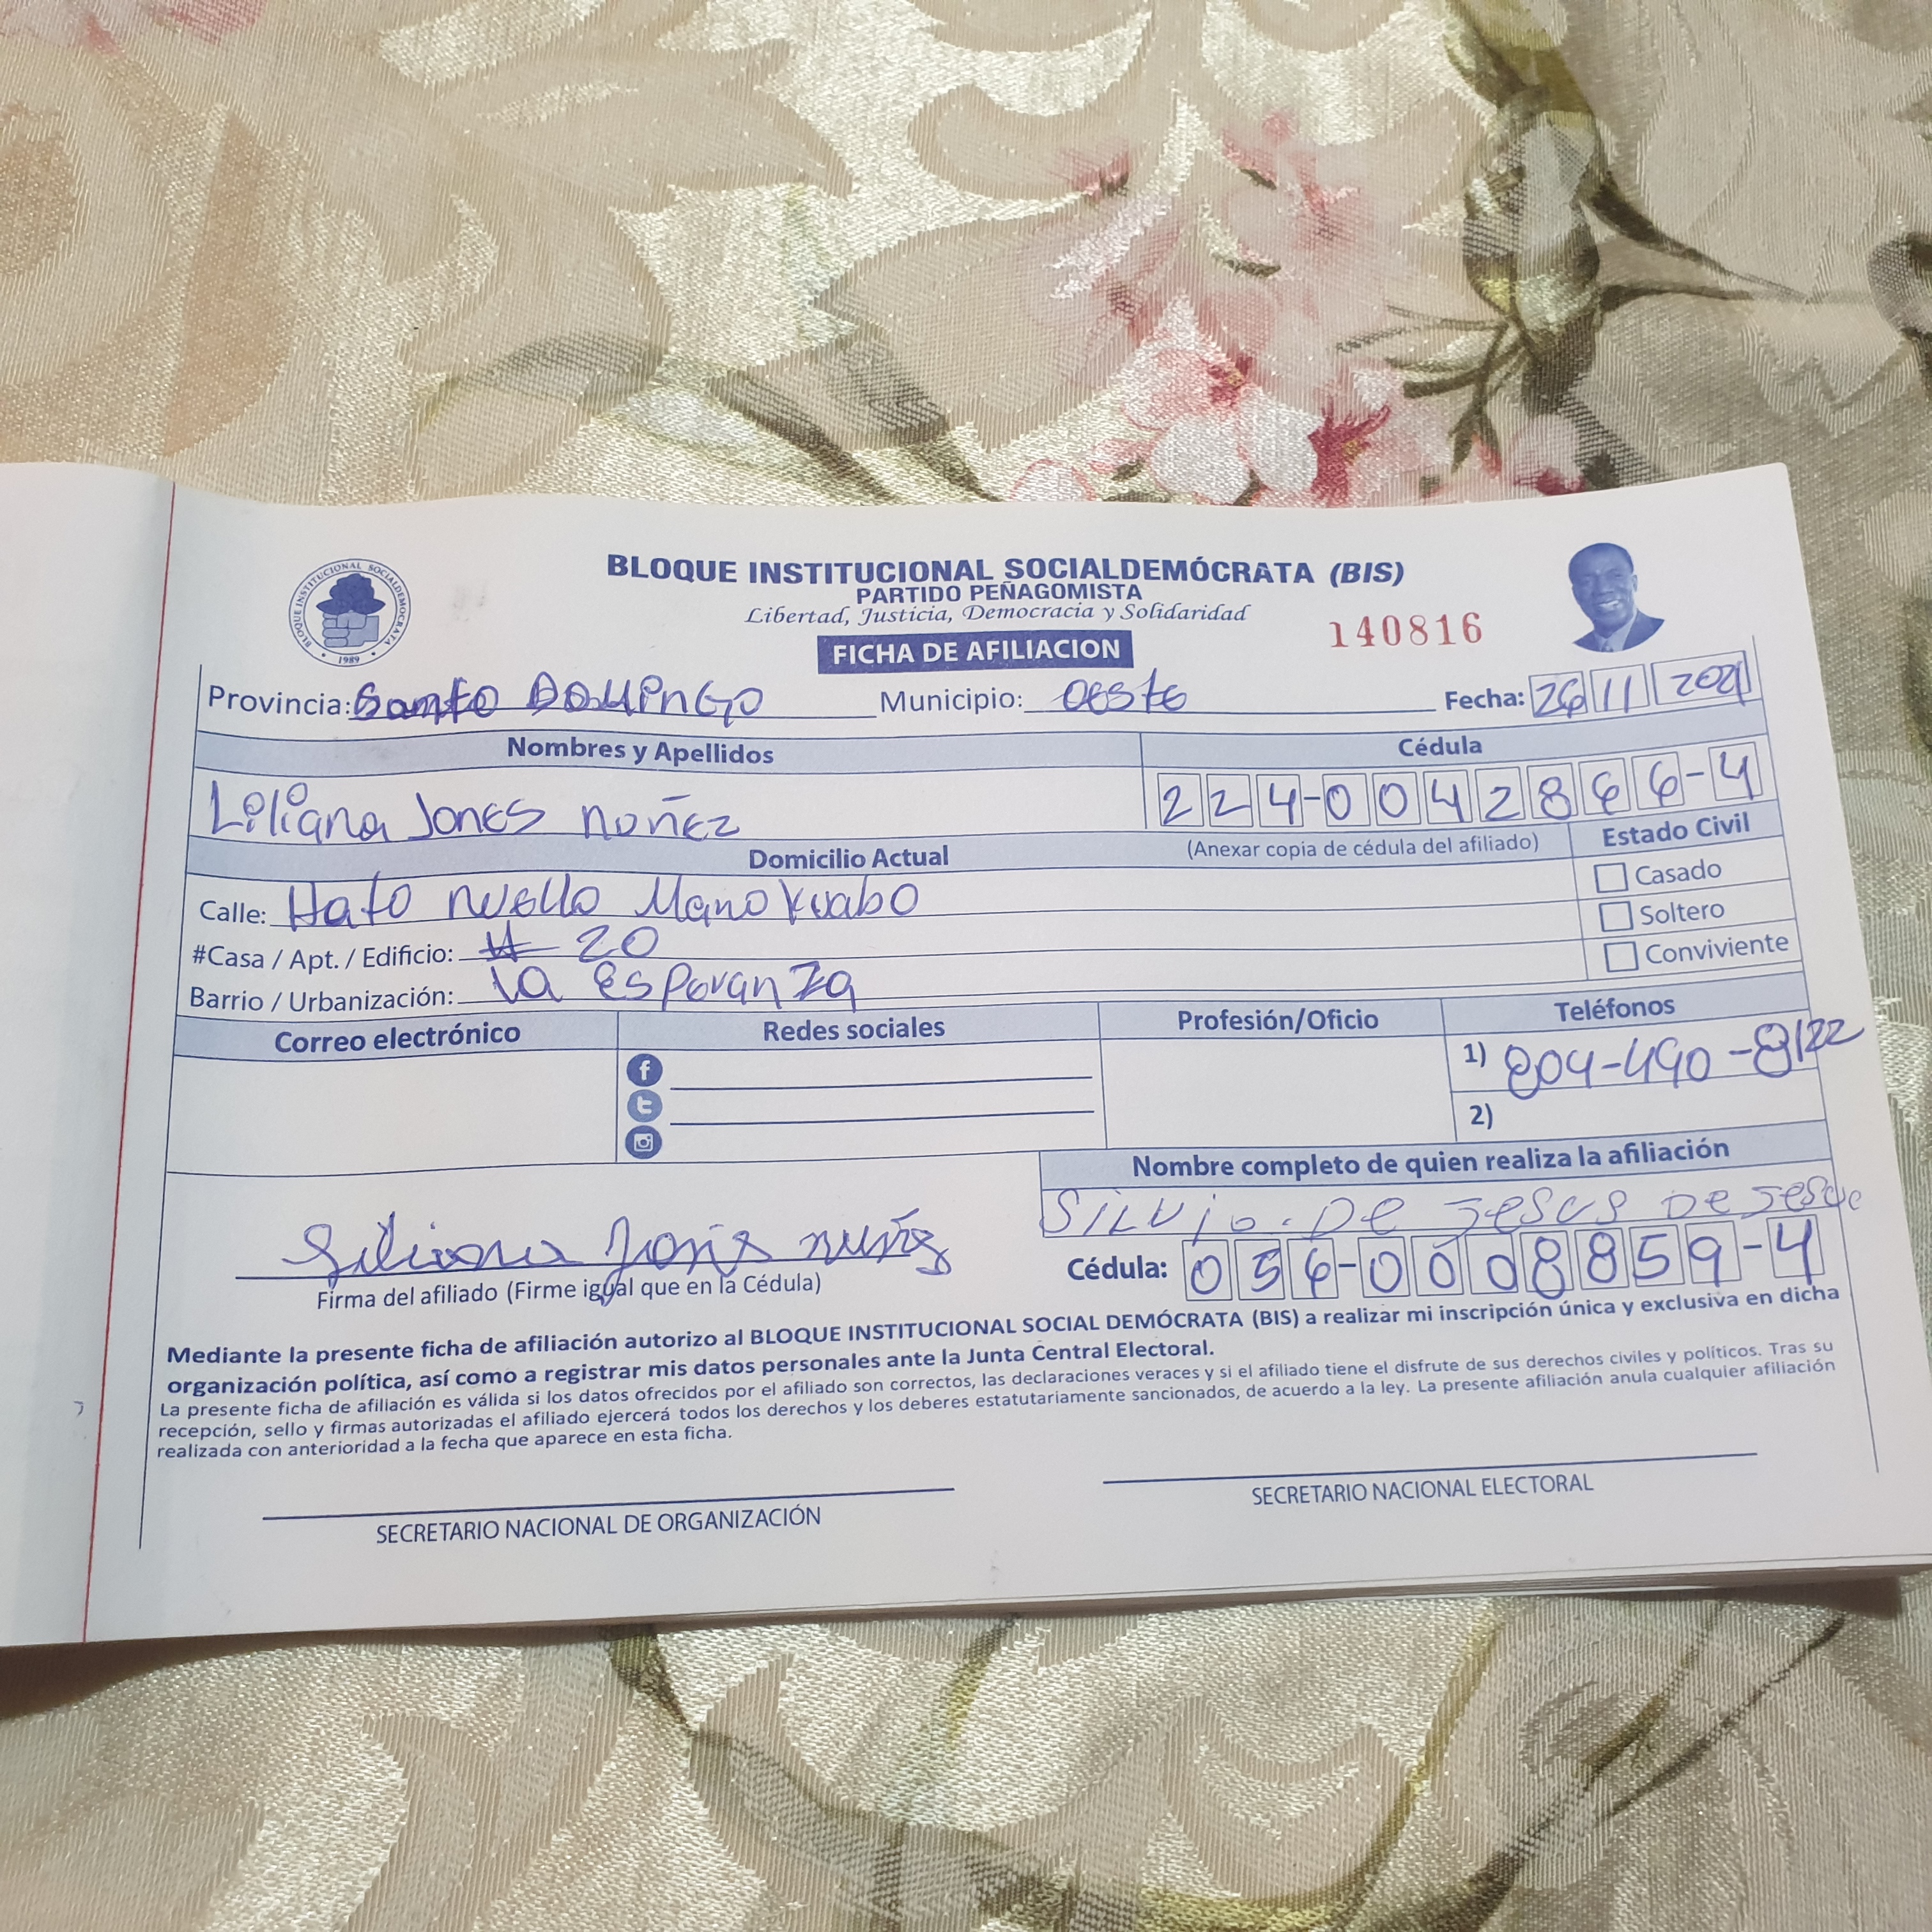 BLOQUE INSTITUCIONAL SOCIALDEMOCRATA
1989
BLOQUE INSTITUCIONAL SOCIALDEMÓCRATA (BIS)
PARTIDO PEÑAGOMISTA
Libertad, Justicia, Democracia y Solidaridad
140816
FICHA DE AFILIACION
Provincia: Santo DOMINGO Municipio: OESTE Fecha: 26 11 2021
Nombres y Apellidos Cédula
Liliana Jones nuñez 224-0042866-4
Domicilio Actual (Anexar copia de cédula del afiliado) Estado Civil
Calle: Hato nuevo Manoguabo Casado
#Casa / Apt. / Edificio: # 20 Soltero
Barrio / Urbanización: la esperanza Conviviente
Correo electrónico Redes sociales Profesión/Oficio Teléfonos
1) 809-490-8122
2)
Nombre completo de quien realiza la afiliación
SILVIO. DE JESUS DE JESUS
Liliana Jones nuñez
Cédula: 056-0008859-4
Firma del afiliado (Firme igual que en la Cédula)
Mediante la presente ficha de afiliación autorizo al BLOQUE INSTITUCIONAL SOCIAL DEMÓCRATA (BIS) a realizar mi inscripción única y exclusiva en dicha
organización política, así como a registrar mis datos personales ante la Junta Central Electoral.
La presente ficha de afiliación es válida si los datos ofrecidos por el afiliado son correctos, las declaraciones veraces y si el afiliado tiene el disfrute de sus derechos civiles y políticos. Tras su
recepción, sello y firmas autorizadas el afiliado ejercerá todos los derechos y los deberes estatutariamente sancionados, de acuerdo a la ley. La presente afiliación anula cualquier afiliación
realizada con anterioridad a la fecha que aparece en esta ficha.
SECRETARIO NACIONAL DE ORGANIZACIÓN SECRETARIO NACIONAL ELECTORAL